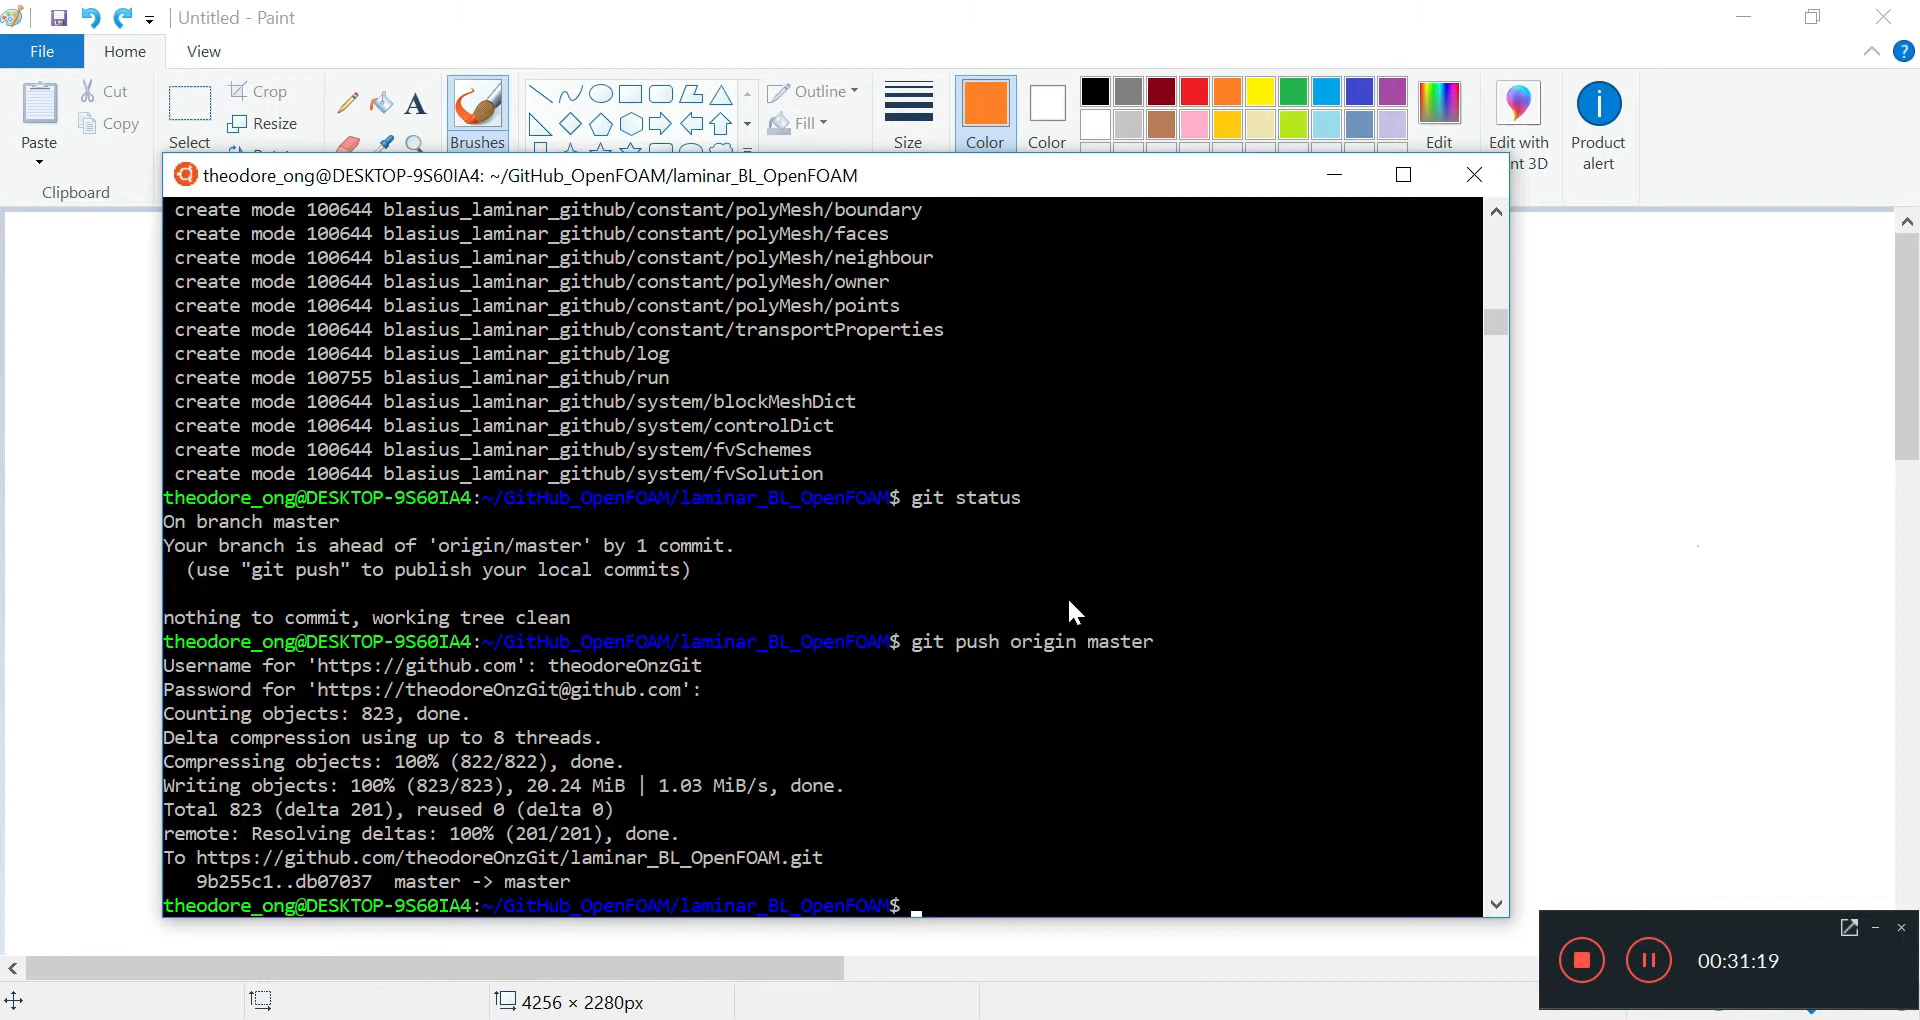 Untitled - Paint
File Home View
Cut Crop Outline
Copy Resize Fill
Paste Select Brushes Size Color Color Edit Edit with Product
alert
3D
Clipboard
theodore_ong@DESKTOP-9S60IA4: ~/GitHub_OpenFOAM/laminar_BL_OpenFOAM
create mode 100644 blasius_laminar_github/constant/polyMesh/boundary
create mode 100644 blasius_laminar_github/constant/polyMesh/faces
create mode 100644 blasius_laminar_github/constant/polyMesh/neighbour
create mode 100644 blasius_laminar_github/constant/polyMesh/owner
create mode 100644 blasius_laminar_github/constant/polyMesh/points
create mode 100644 blasius_laminar_github/constant/transportProperties
create mode 100644 blasius_laminar_github/log
create mode 100755 blasius_laminar_github/run
create mode 100644 blasius_laminar_github/system/blockMeshDict
create mode 100644 blasius_laminar_github/system/controlDict
create mode 100644 blasius_laminar_github/system/fvSchemes
create mode 100644 blasius_laminar_github/system/fvSolution
theodore_ong@DESKTOP-9S60IA4:~/GitHub_OpenFOAM/laminar_BL_OpenFOAM$ git status
On branch master
Your branch is ahead of 'origin/master' by 1 commit.
(use "git push" to publish your local commits)
nothing to commit, working tree clean
theodore_ong@DESKTOP-9S60IA4:~/GitHub_OpenFOAM/laminar_BL_OpenFOAM$ git push origin master
Username for 'https://github.com': theodoreOnzGit
Password for 'https://theodoreOnzGit@github.com':
Counting objects: 823, done.
Delta compression using up to 8 threads.
Compressing objects: 100% (822/822), done.
Writing objects: 100% (823/823), 20.24 MiB | 1.03 MiB/s, done.
Total 823 (delta 201), reused 0 (delta 0)
remote: Resolving deltas: 100% (201/201), done.
To https://github.com/theodoreOnzGit/laminar_BL_OpenFOAM.git
9b255c1..db07037 master -> master
theodore_ong@DESKTOP-9S60IA4:~/GitHub_OpenFOAM/laminar_BL_OpenFOAM$
00:31:19
4256 × 2280px